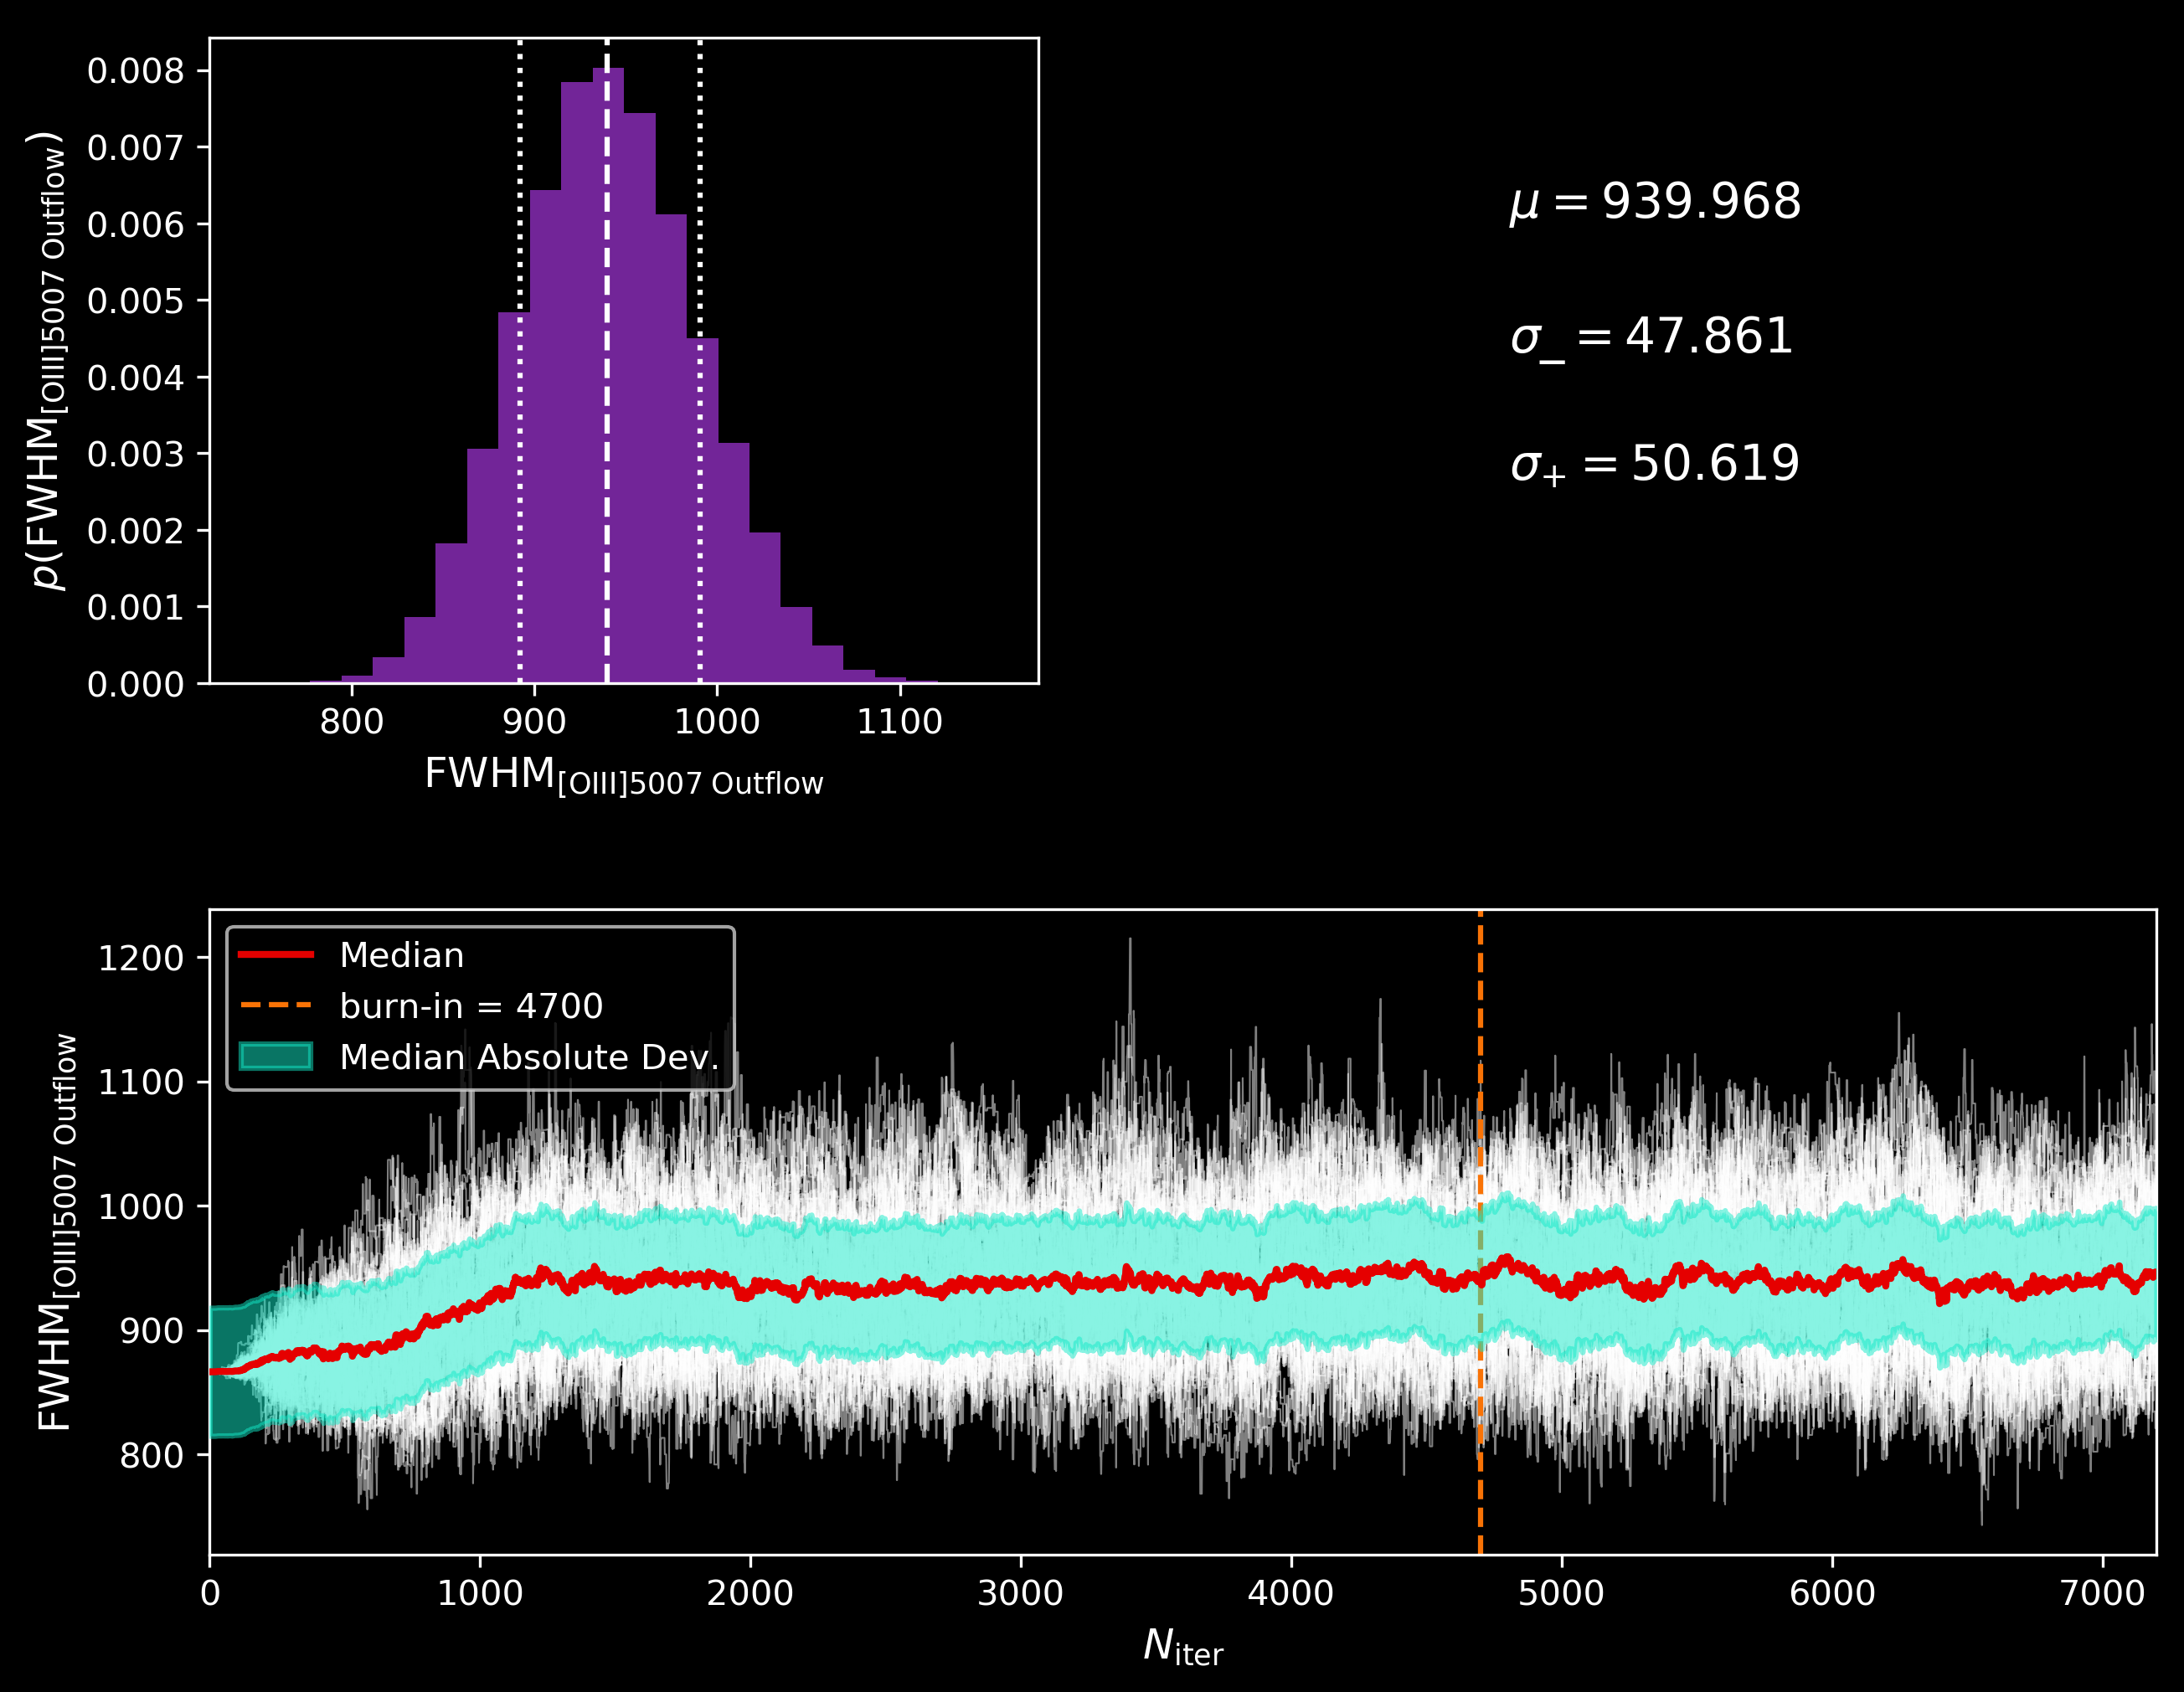 p(FWHM[OIII]5007 Outflow)
0.008
0.007
0.006
0.005
0.004
0.003
0.002
0.001
0.000
800 900 1000 1100
FWHM[OIII]5007 Outflow
μ = 939.968
σ− = 47.861
σ+ = 50.619
FWHM[OIII]5007 Outflow
1200
1100
1000
900
800
Median
burn-in = 4700
Median Absolute Dev.
0 1000 2000 3000 4000 5000 6000 7000
Niter